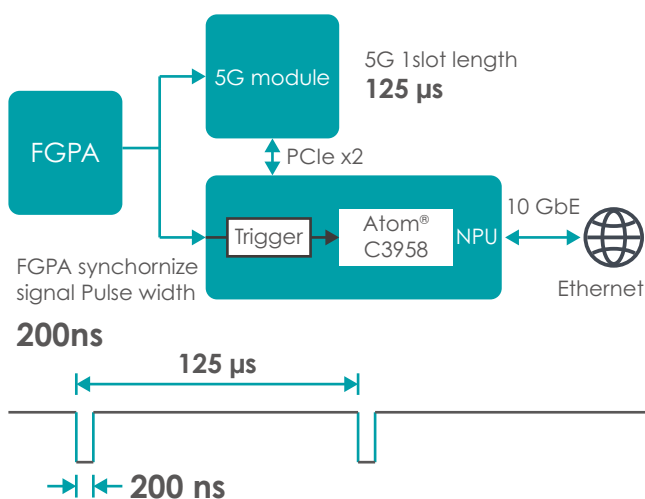 5G module
5G 1slot length
125 µs
FGPA
PCIe x2
10 GbE
Trigger
Atom®
C3958
NPU
Ethernet
FGPA synchornize
signal Pulse width
200ns
125 µs
200 ns